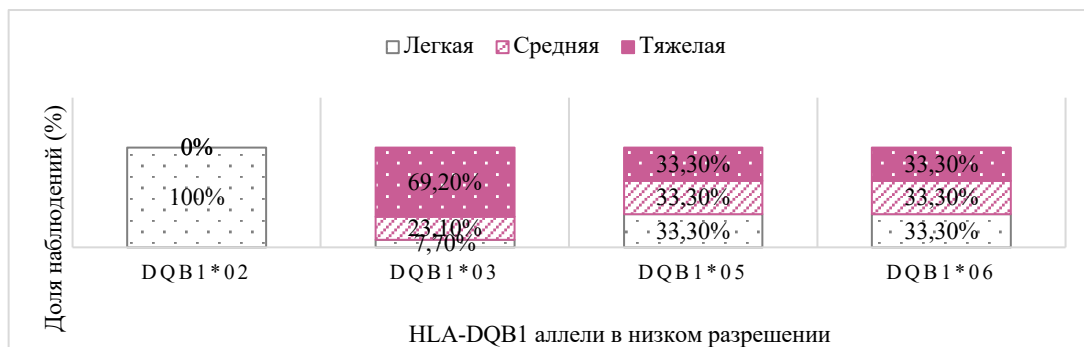 Легкая Средняя Тяжелая
Доля наблюдений (%)
0%
100%
69,20%
23,10%
7,70%
33,30%
33,30%
33,30%
33,30%
33,30%
33,30%
DQB1*02 DQB1*03 DQB1*05 DQB1*06
HLA-DQB1 аллели в низком разрешении